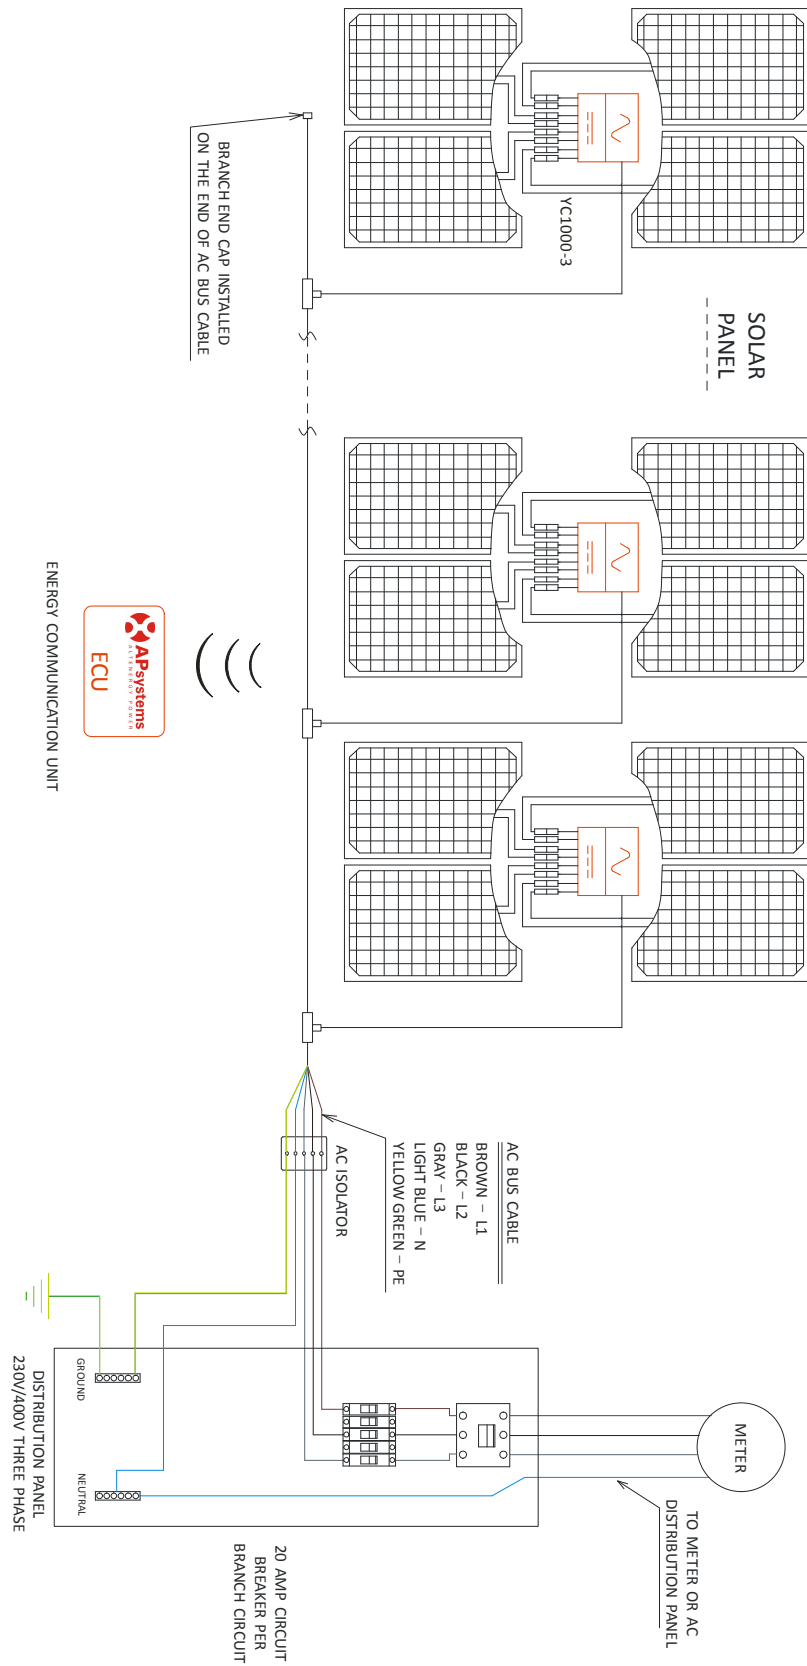 SOLAR
PANEL
YC1000-3
BRANCH END CAP INSTALLED
ON THE END OF AC BUS CABLE
APsystems
ALTENERGY POWER
ECU
ENERGY COMMUNICATION UNIT
AC BUS CABLE
BROWN – L1
BLACK – L2
GRAY – L3
LIGHT BLUE – N
YELLOW GREEN – PE
AC ISOLATOR
METER
TO METER OR AC
DISTRIBUTION PANEL
GROUND
NEUTRAL
DISTRIBUTION PANEL
230V/400V THREE PHASE
20 AMP CIRCUIT
BREAKER PER
BRANCH CIRCUIT